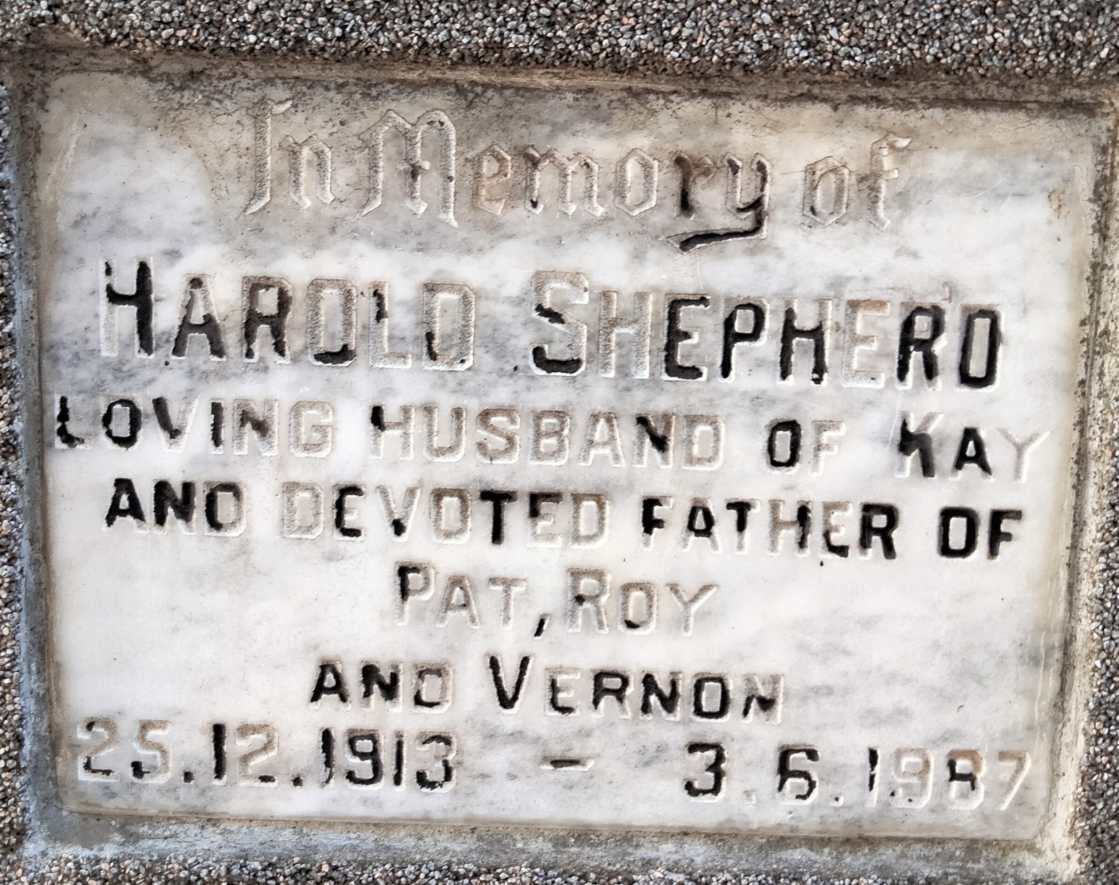 In Memory of
HAROLD SHEPHERD
LOVING HUSBAND OF KAY
AND DEVOTED FATHER OF
PAT, ROY
AND VERNON
25.12.1913 - 3.6.1987